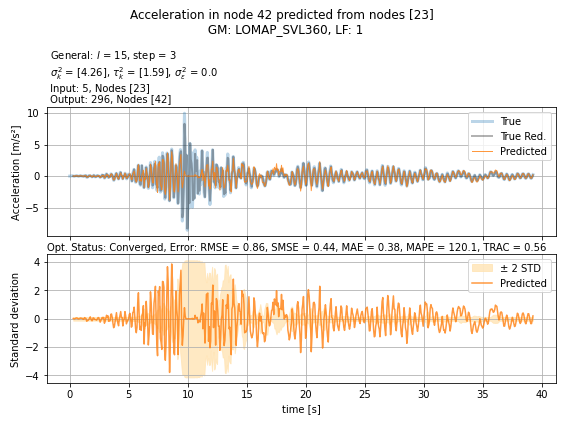 Acceleration in node 42 predicted from nodes [23]
GM: LOMAP_SVL360, LF: 1
General: l = 15, step = 3
σ²ₖ = [4.26], τ²ₖ = [1.59], σ²ε = 0.0
Input: 5, Nodes [23]
Output: 296, Nodes [42]
10
5
0
−5
Acceleration [m/s²]
True
True Red.
Predicted
Opt. Status: Converged, Error: RMSE = 0.86, SMSE = 0.44, MAE = 0.38, MAPE = 120.1, TRAC = 0.56
4
2
0
−2
−4
Standard deviation
± 2 STD
Predicted
0 5 10 15 20 25 30 35 40
time [s]